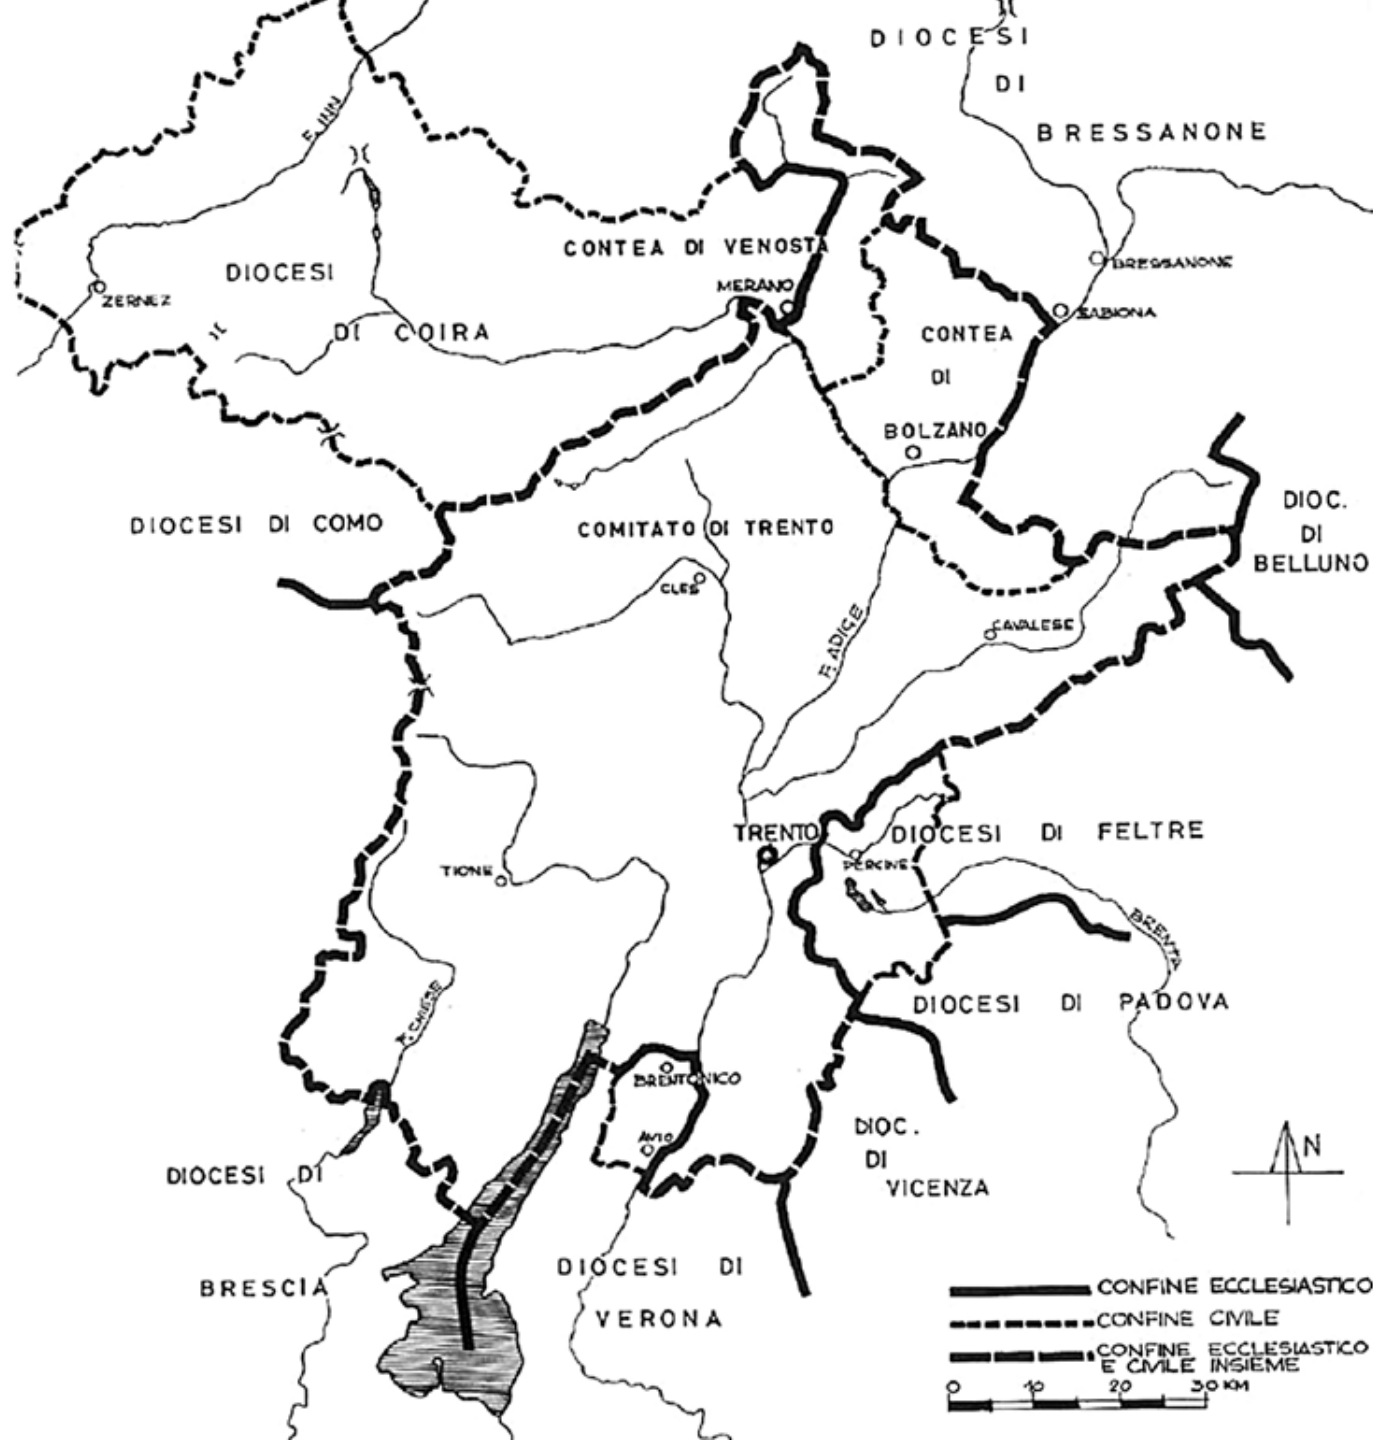 DIOCESI
DI
BRESSANONE
F. INN
CONTEA DI VENOSTA
BRESSANONE
DIOCESI
ZERNEZ
MERANO
SABIONA
DI COIRA
CONTEA
DI
BOLZANO
DIOCESI DI COMO
COMITATO DI TRENTO
DIOC.
DI
BELLUNO
CLES
F. ADIGE
CAVALESE
TRENTO
DIOCESI DI FELTRE
PERGINE
TIONE
BRENTA
F. CHIESE
DIOCESI DI PADOVA
BRENTONICO
AVIO
DIOC.
DI
VICENZA
N
DIOCESI DI
BRESCIA
DIOCESI DI
VERONA
CONFINE ECCLESIASTICO
CONFINE CIVILE
CONFINE ECCLESIASTICO
E CIVILE INSIEME
0 10 20 30 KM